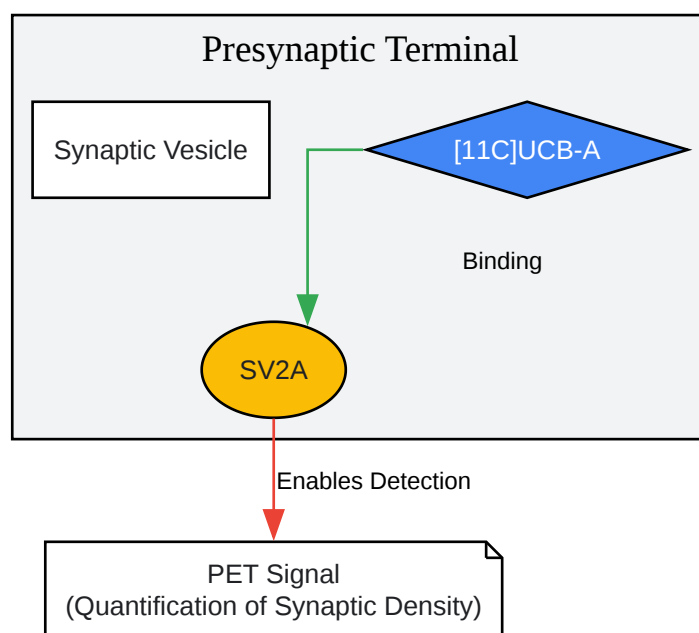 Presynaptic Terminal
Synaptic Vesicle
[11C]UCB-A
Binding
SV2A
Enables Detection
PET Signal
(Quantification of Synaptic Density)